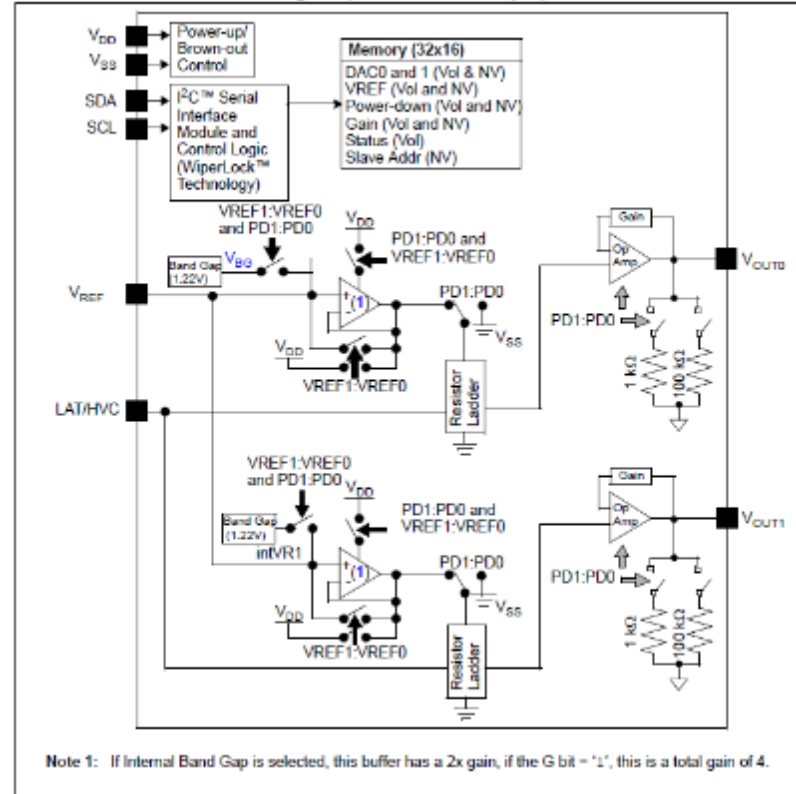 VDD
Power-up/
Brown-out
Control
VSS
SDA
SCL
I²C™ Serial
Interface
Module and
Control Logic
(WiperLock™
Technology)
Memory (32x16)
DAC0 and 1 (Vol & NV)
VREF (Vol and NV)
Power-down (Vol and NV)
Gain (Vol and NV)
Status (Vol)
Slave Addr (NV)
VREF1:VREF0
and PD1:PD0
VDD
PD1:PD0 and
VREF1:VREF0
Band Gap
(1.22V)
VBG
VREF
+
(1)
-
PD1:PD0
VSS
VDD
VREF1:VREF0
Resistor
Ladder
Gain
Op
Amp
VOUT0
PD1:PD0
1 kΩ
100 kΩ
LAT/HVC
VREF1:VREF0
and PD1:PD0
VDD
PD1:PD0 and
VREF1:VREF0
Band Gap
(1.22V)
intVR1
+
(1)
-
PD1:PD0
VSS
VDD
VREF1:VREF0
Resistor
Ladder
Gain
Op
Amp
VOUT1
PD1:PD0
1 kΩ
100 kΩ
Note 1: If Internal Band Gap is selected, this buffer has a 2x gain, if the G bit = '1', this is a total gain of 4.